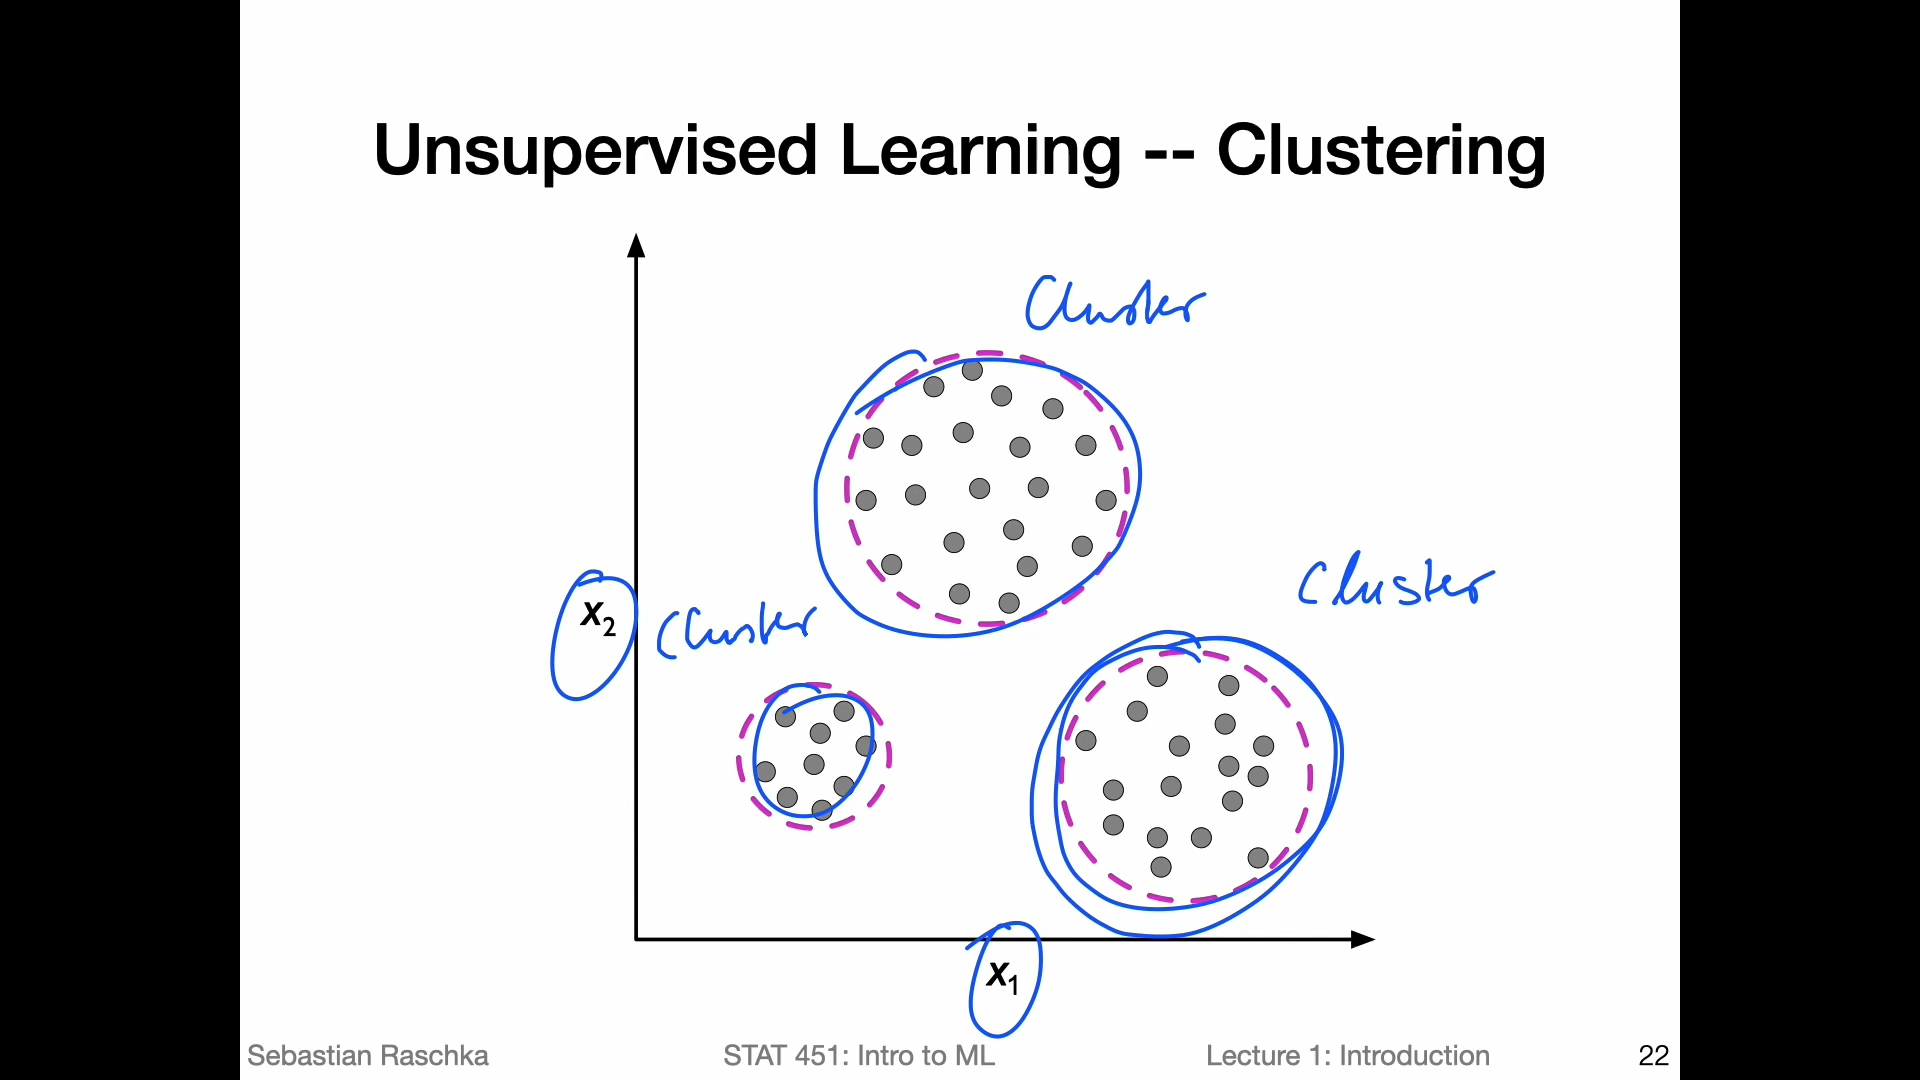 Unsupervised Learning -- Clustering
Cluster
Cluster
x2
Cluster
x1
Sebastian Raschka
STAT 451: Intro to ML
Lecture 1: Introduction
22